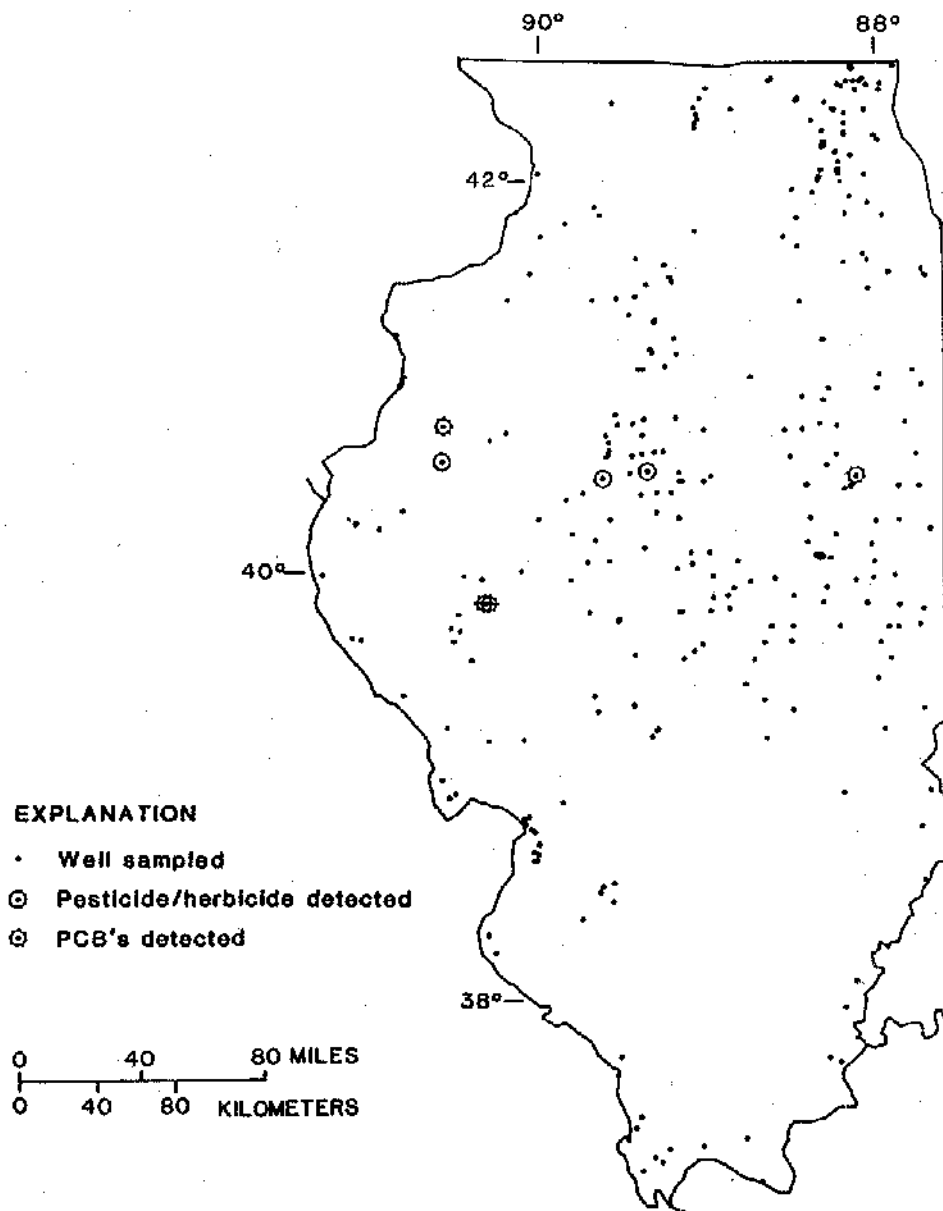 90° 88°
42°
40°
38°
EXPLANATION
Well sampled
Pesticide/herbicide detected
PCB's detected
0 40 80 MILES
0 40 80 KILOMETERS